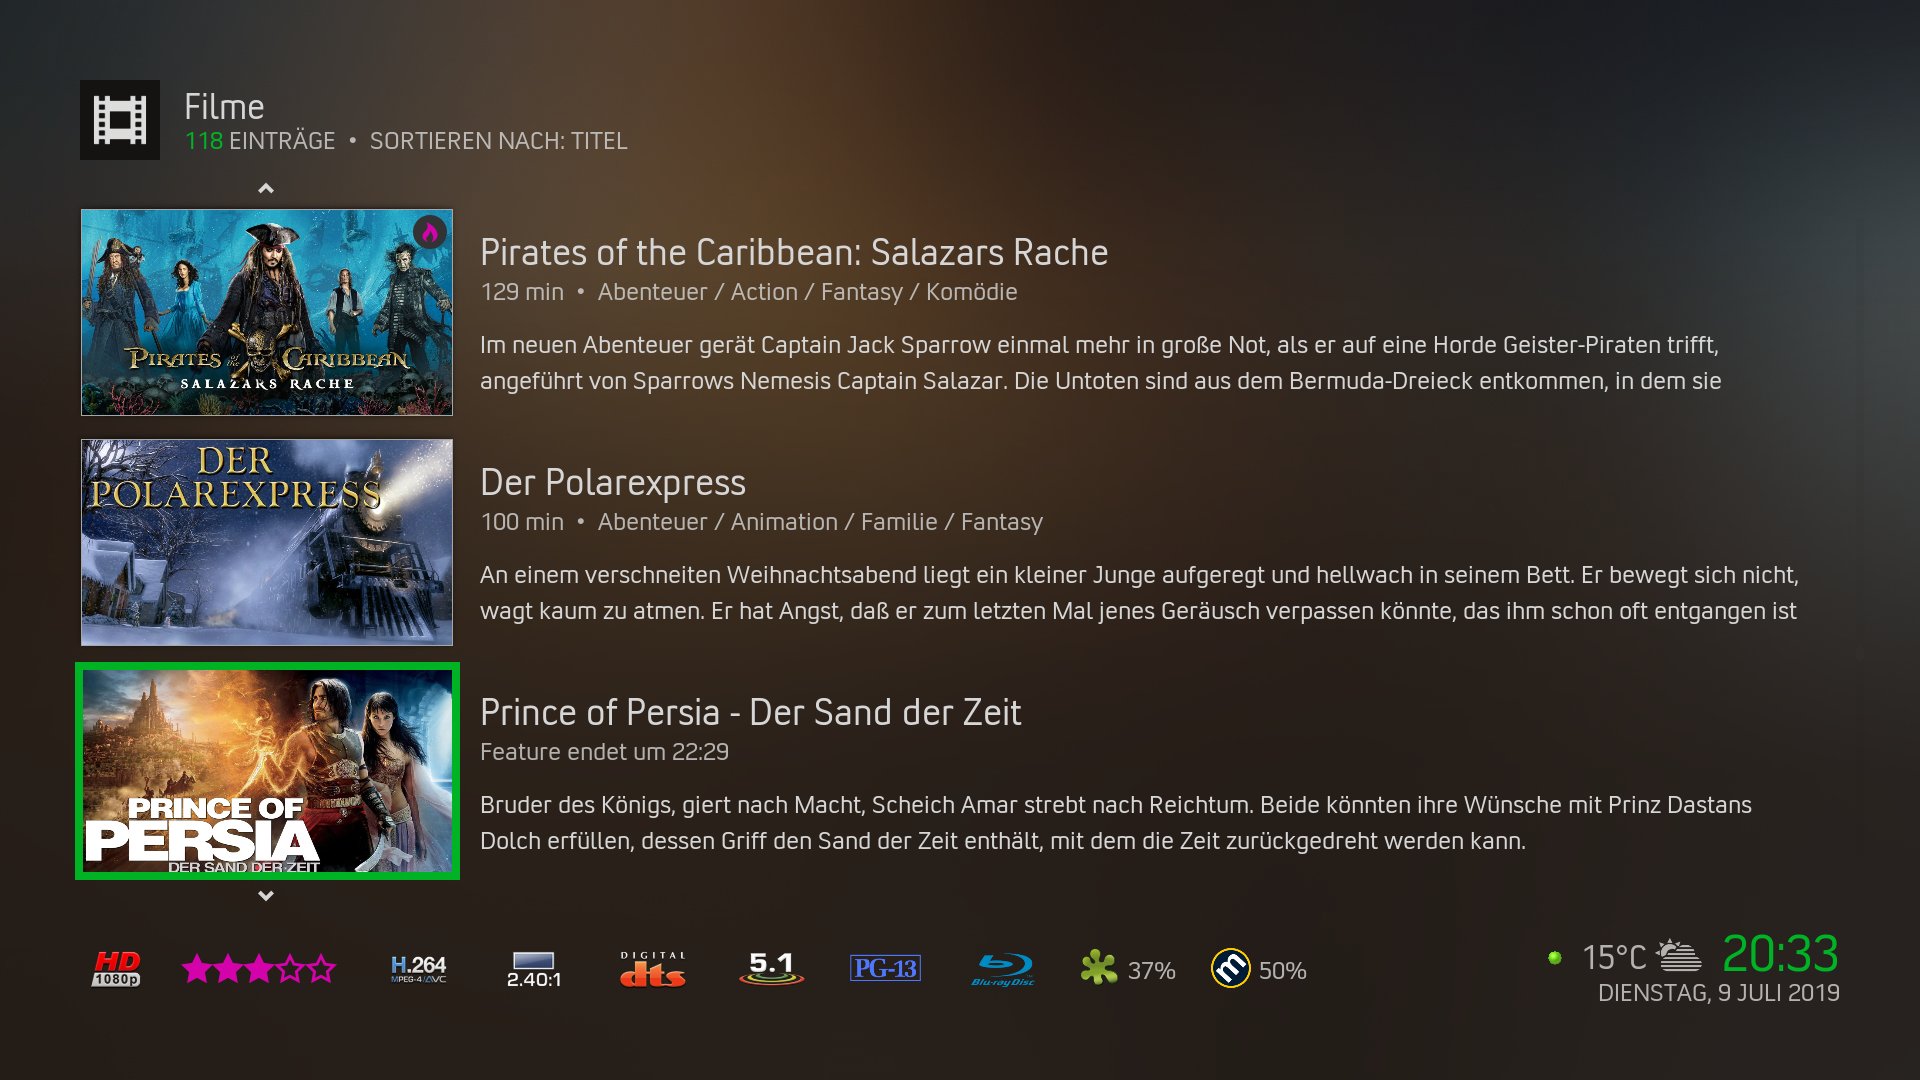 Filme
118 EINTRÄGE • SORTIEREN NACH: TITEL
PIRATES of the CARIBBEAN
SALAZARS RACHE
Pirates of the Caribbean: Salazars Rache
129 min • Abenteuer / Action / Fantasy / Komödie
Im neuen Abenteuer gerät Captain Jack Sparrow einmal mehr in große Not, als er auf eine Horde Geister-Piraten trifft,
angeführt von Sparrows Nemesis Captain Salazar. Die Untoten sind aus dem Bermuda-Dreieck entkommen, in dem sie
DER
POLAREXPRESS
Der Polarexpress
100 min • Abenteuer / Animation / Familie / Fantasy
An einem verschneiten Weihnachtsabend liegt ein kleiner Junge aufgeregt und hellwach in seinem Bett. Er bewegt sich nicht,
wagt kaum zu atmen. Er hat Angst, daß er zum letzten Mal jenes Geräusch verpassen könnte, das ihm schon oft entgangen ist
PRINCE OF
PERSIA
DER SAND DER ZEIT
Prince of Persia - Der Sand der Zeit
Feature endet um 22:29
Bruder des Königs, giert nach Macht, Scheich Amar strebt nach Reichtum. Beide könnten ihre Wünsche mit Prinz Dastans
Dolch erfüllen, dessen Griff den Sand der Zeit enthält, mit dem die Zeit zurückgedreht werden kann.
HD
1080p
H.264
MPEG-4/AVC
2.40:1
DIGITAL
dts
5.1
PG-13
Blu-ray Disc
37%
m
50%
15°C
20:33
DIENSTAG, 9 JULI 2019